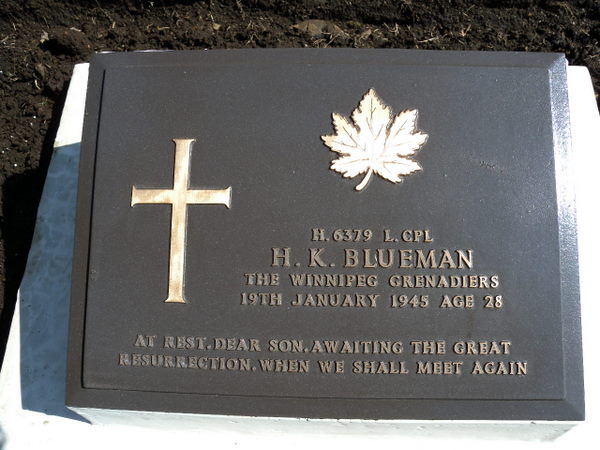 H.6379 L.CPL
H. K. BLUEMAN
THE WINNIPEG GRENADIERS
19TH JANUARY 1945 AGE 28
AT REST.DEAR SON.AWAITING THE GREAT
RESURRECTION.WHEN WE SHALL MEET AGAIN